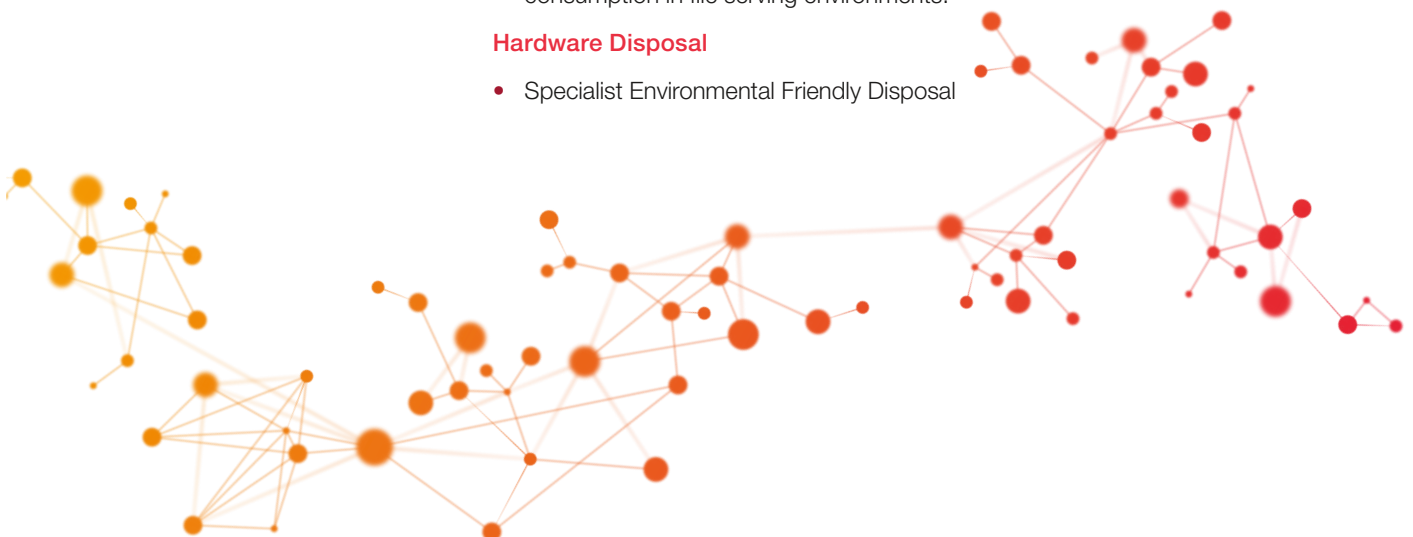 consumption in file serving environments.
Hardware Disposal
• Specialist Environmental Friendly Disposal